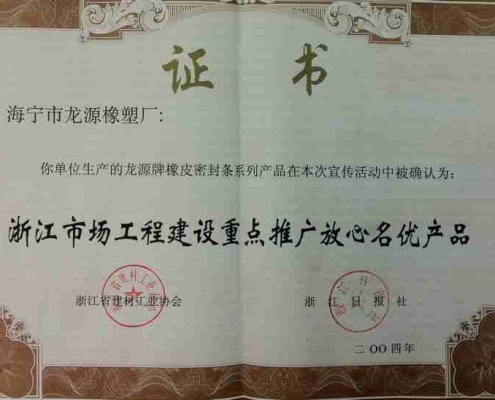 证书
海宁市龙源橡塑厂:
你单位生产的龙源牌橡皮密封条系列产品在本次宣传活动中被确认为:
浙江市场工程建设重点推广放心名优产品
浙江省建材工业协会
浙江日报社
二〇〇四年